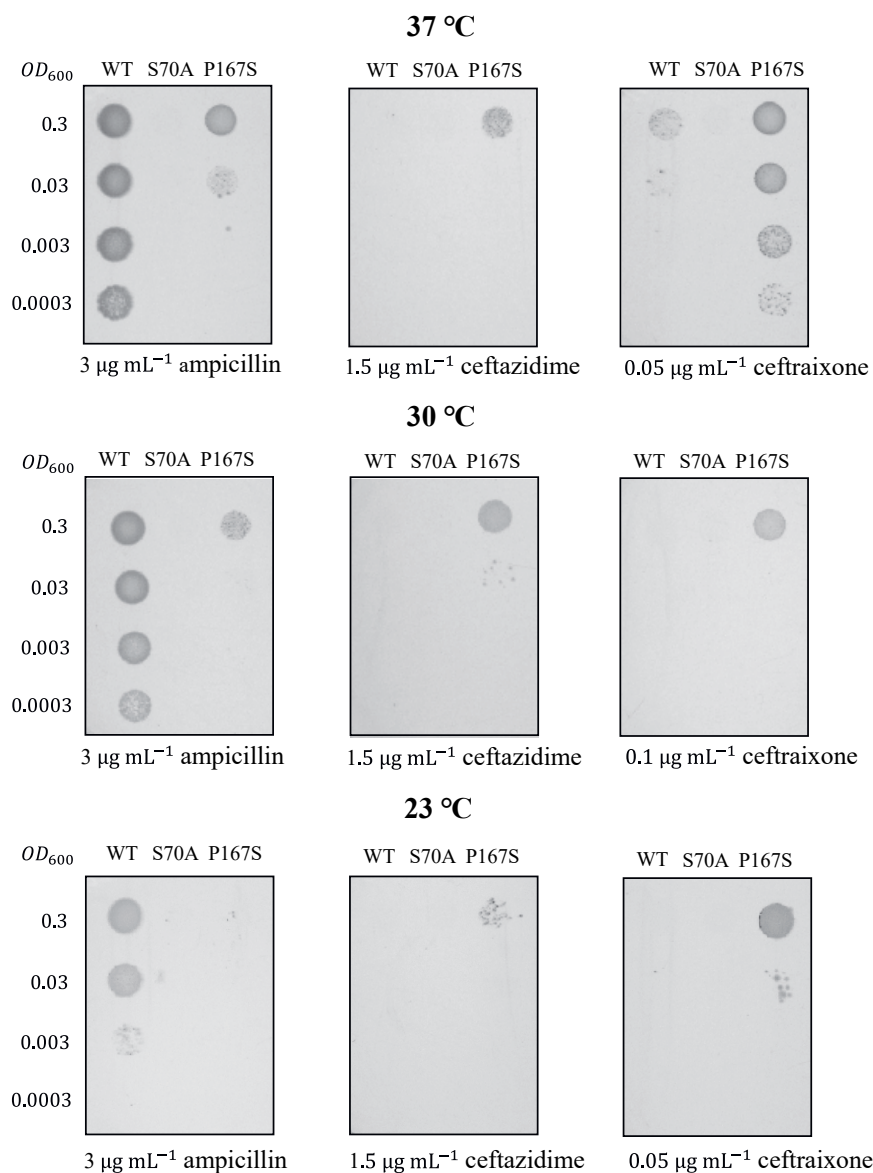 37 °C
OD600 WT S70A P167S WT S70A P167S WT S70A P167S
0.3
0.03
0.003
0.0003
3 μg mL−1 ampicillin 1.5 μg mL−1 ceftazidime 0.05 μg mL−1 ceftraixone
30 °C
OD600 WT S70A P167S WT S70A P167S WT S70A P167S
0.3
0.03
0.003
0.0003
3 μg mL−1 ampicillin 1.5 μg mL−1 ceftazidime 0.1 μg mL−1 ceftraixone
23 °C
OD600 WT S70A P167S WT S70A P167S WT S70A P167S
0.3
0.03
0.003
0.0003
3 μg mL−1 ampicillin 1.5 μg mL−1 ceftazidime 0.05 μg mL−1 ceftraixone